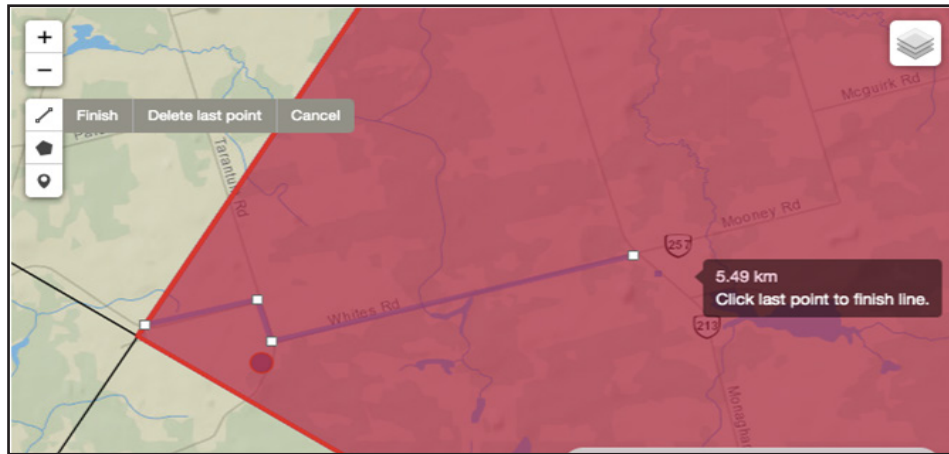 +
−
Finish Delete last point Cancel
Mcguirk Rd
Tarantum Rd
Mooney Rd
257
5.49 km
Click last point to finish line.
Whites Rd
213